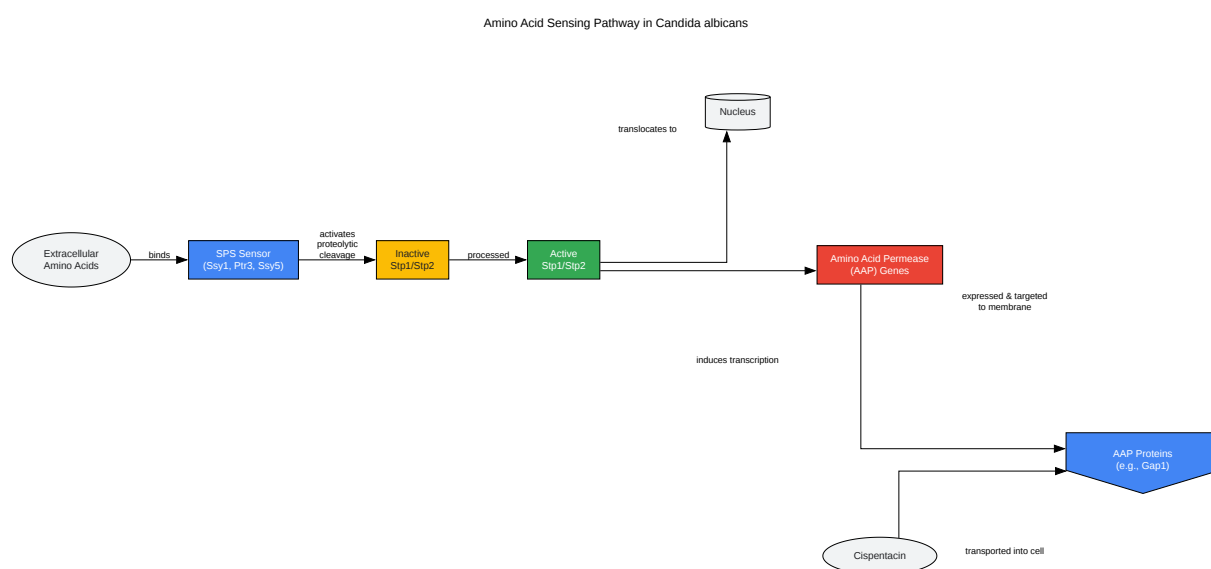 Amino Acid Sensing Pathway in Candida albicans
Nucleus
translocates to
Extracellular
Amino Acids
binds
SPS Sensor
(Ssy1, Ptr3, Ssy5)
activates
proteolytic
cleavage
Inactive
Stp1/Stp2
processed
Active
Stp1/Stp2
Amino Acid Permease
(AAP) Genes
expressed & targeted
to membrane
induces transcription
AAP Proteins
(e.g., Gap1)
Cispentacin
transported into cell